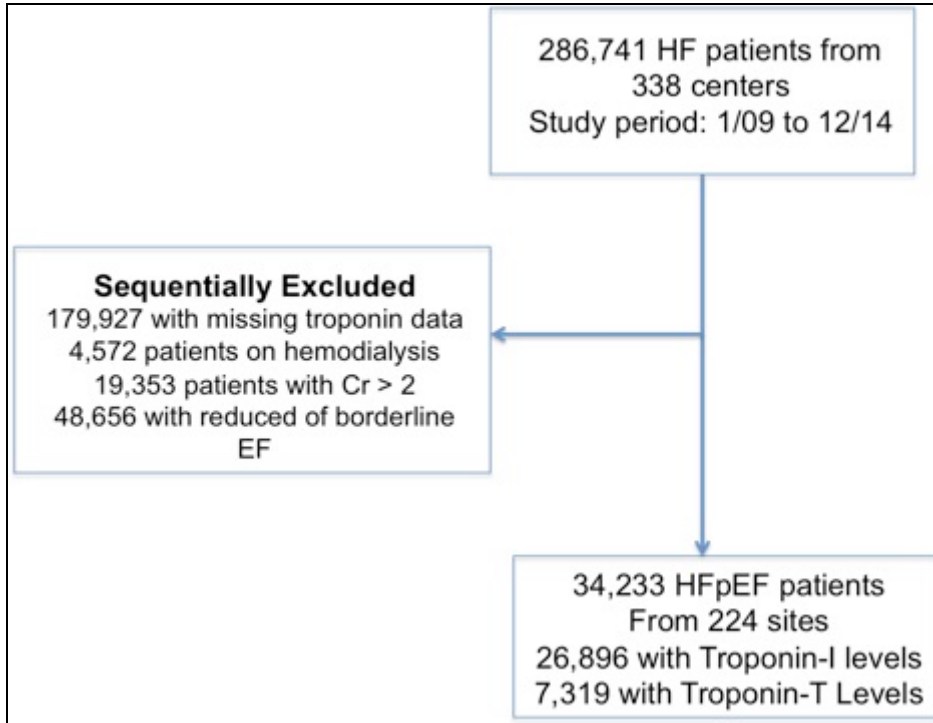 286,741 HF patients from
338 centers
Study period: 1/09 to 12/14
Sequentially Excluded
179,927 with missing troponin data
4,572 patients on hemodialysis
19,353 patients with Cr > 2
48,656 with reduced of borderline
EF
34,233 HFpEF patients
From 224 sites
26,896 with Troponin-I levels
7,319 with Troponin-T Levels